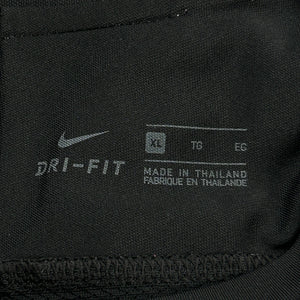 XL TG EG
DRI-FIT
MADE IN THAILAND
FABRIQUE EN THAILANDE